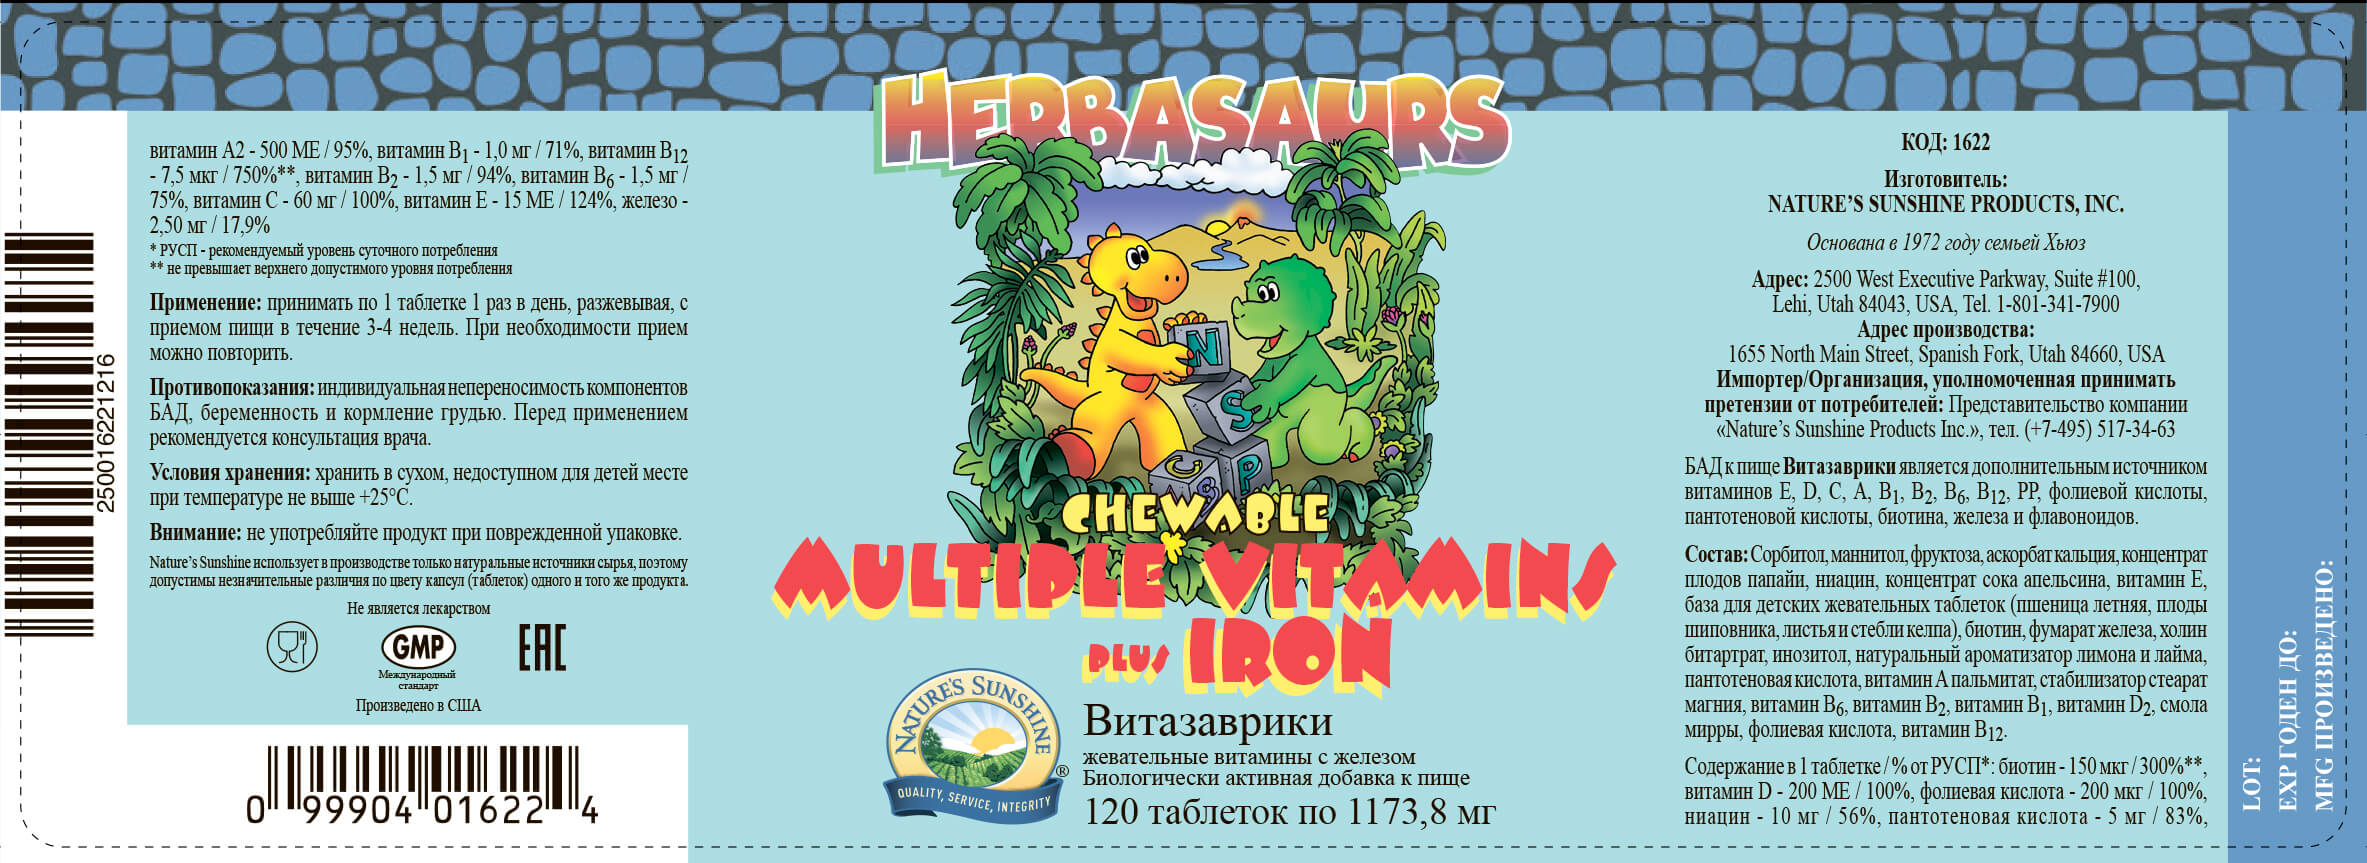 витамин А2 - 500 МЕ / 95%, витамин B1 - 1,0 мг / 71%, витамин B12
- 7,5 мкг / 750%**, витамин B2 - 1,5 мг / 94%, витамин B6 - 1,5 мг /
75%, витамин С - 60 мг / 100%, витамин Е - 15 МЕ / 124%, железо -
2,50 мг / 17,9%
* РУСП - рекомендуемый уровень суточного потребления
** не превышает верхнего допустимого уровня потребления
Применение: принимать по 1 таблетке 1 раз в день, разжевывая, с
приемом пищи в течение 3-4 недель. При необходимости прием
можно повторить.
Противопоказания: индивидуальная непереносимость компонентов
БАД, беременность и кормление грудью. Перед применением
рекомендуется консультация врача.
Условия хранения: хранить в сухом, недоступном для детей месте
при температуре не выше +25°С.
Внимание: не употребляйте продукт при поврежденной упаковке.
Nature's Sunshine использует в производстве только натуральные источники сырья, поэтому
допустимы незначительные различия по цвету капсул (таблеток) одного и того же продукта.
Не является лекарством
GMP
Международный
стандарт
EAC
Произведено в США
250016221216
0 99904 01622 4
HERBASAURS
N
S
C
B
P
CHEWABLE
MULTIPLE VITAMINS
PLUS IRON
NATURE'S SUNSHINE
®
QUALITY, SERVICE, INTEGRITY
Витазаврики
жевательные витамины с железом
Биологически активная добавка к пище
120 таблеток по 1173,8 мг
КОД: 1622
Изготовитель:
NATURE'S SUNSHINE PRODUCTS, INC.
Основана в 1972 году семьей Хьюз
Адрес: 2500 West Executive Parkway, Suite #100,
Lehi, Utah 84043, USA, Tel. 1-801-341-7900
Адрес производства:
1655 North Main Street, Spanish Fork, Utah 84660, USA
Импортер/Организация, уполномоченная принимать
претензии от потребителей: Представительство компании
«Nature's Sunshine Products Inc.», тел. (+7-495) 517-34-63
БАД к пище Витазаврики является дополнительным источником
витаминов E, D, C, A, B1, B2, B6, B12, PP, фолиевой кислоты,
пантотеновой кислоты, биотина, железа и флавоноидов.
Состав: Сорбитол, маннитол, фруктоза, аскорбат кальция, концентрат
плодов папайи, ниацин, концентрат сока апельсина, витамин Е,
база для детских жевательных таблеток (пшеница летняя, плоды
шиповника, листья и стебли келпа), биотин, фумарат железа, холин
битартрат, инозитол, натуральный ароматизатор лимона и лайма,
пантотеновая кислота, витамин А пальмитат, стабилизатор стеарат
магния, витамин B6, витамин B2, витамин B1, витамин D2, смола
мирры, фолиевая кислота, витамин B12.
Содержание в 1 таблетке / % от РУСП*: биотин - 150 мкг / 300%**,
витамин D - 200 МЕ / 100%, фолиевая кислота - 200 мкг / 100%,
ниацин - 10 мг / 56%, пантотеновая кислота - 5 мг / 83%,
LOT:
EXP ГОДЕН ДО:
MFG ПРОИЗВЕДЕНО: